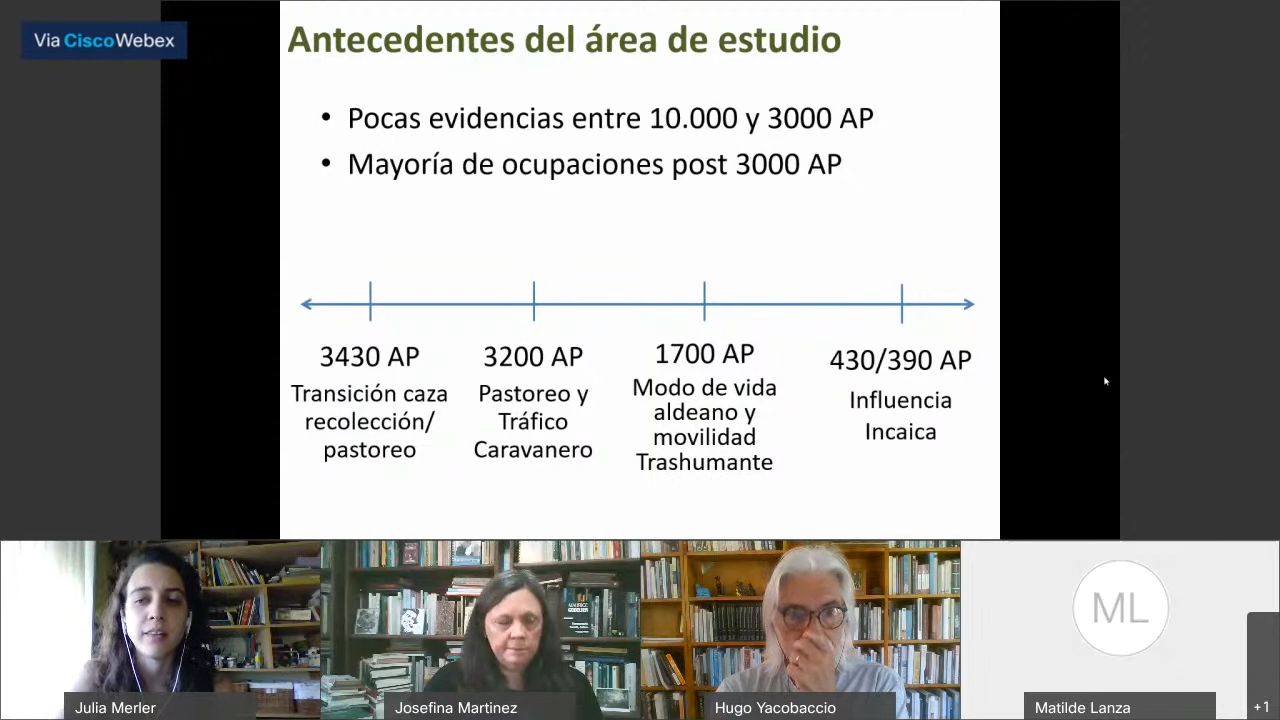 Via CiscoWebex
Antecedentes del área de estudio
• Pocas evidencias entre 10.000 y 3000 AP
• Mayoría de ocupaciones post 3000 AP
3430 AP
Transición caza
recolección/
pastoreo
3200 AP
Pastoreo y
Tráfico
Caravanero
1700 AP
Modo de vida
aldeano y
movilidad
Trashumante
430/390 AP
Influencia
Incaica
ML
Julia Merler
Josefina Martinez
Hugo Yacobaccio
Matilde Lanza
+1